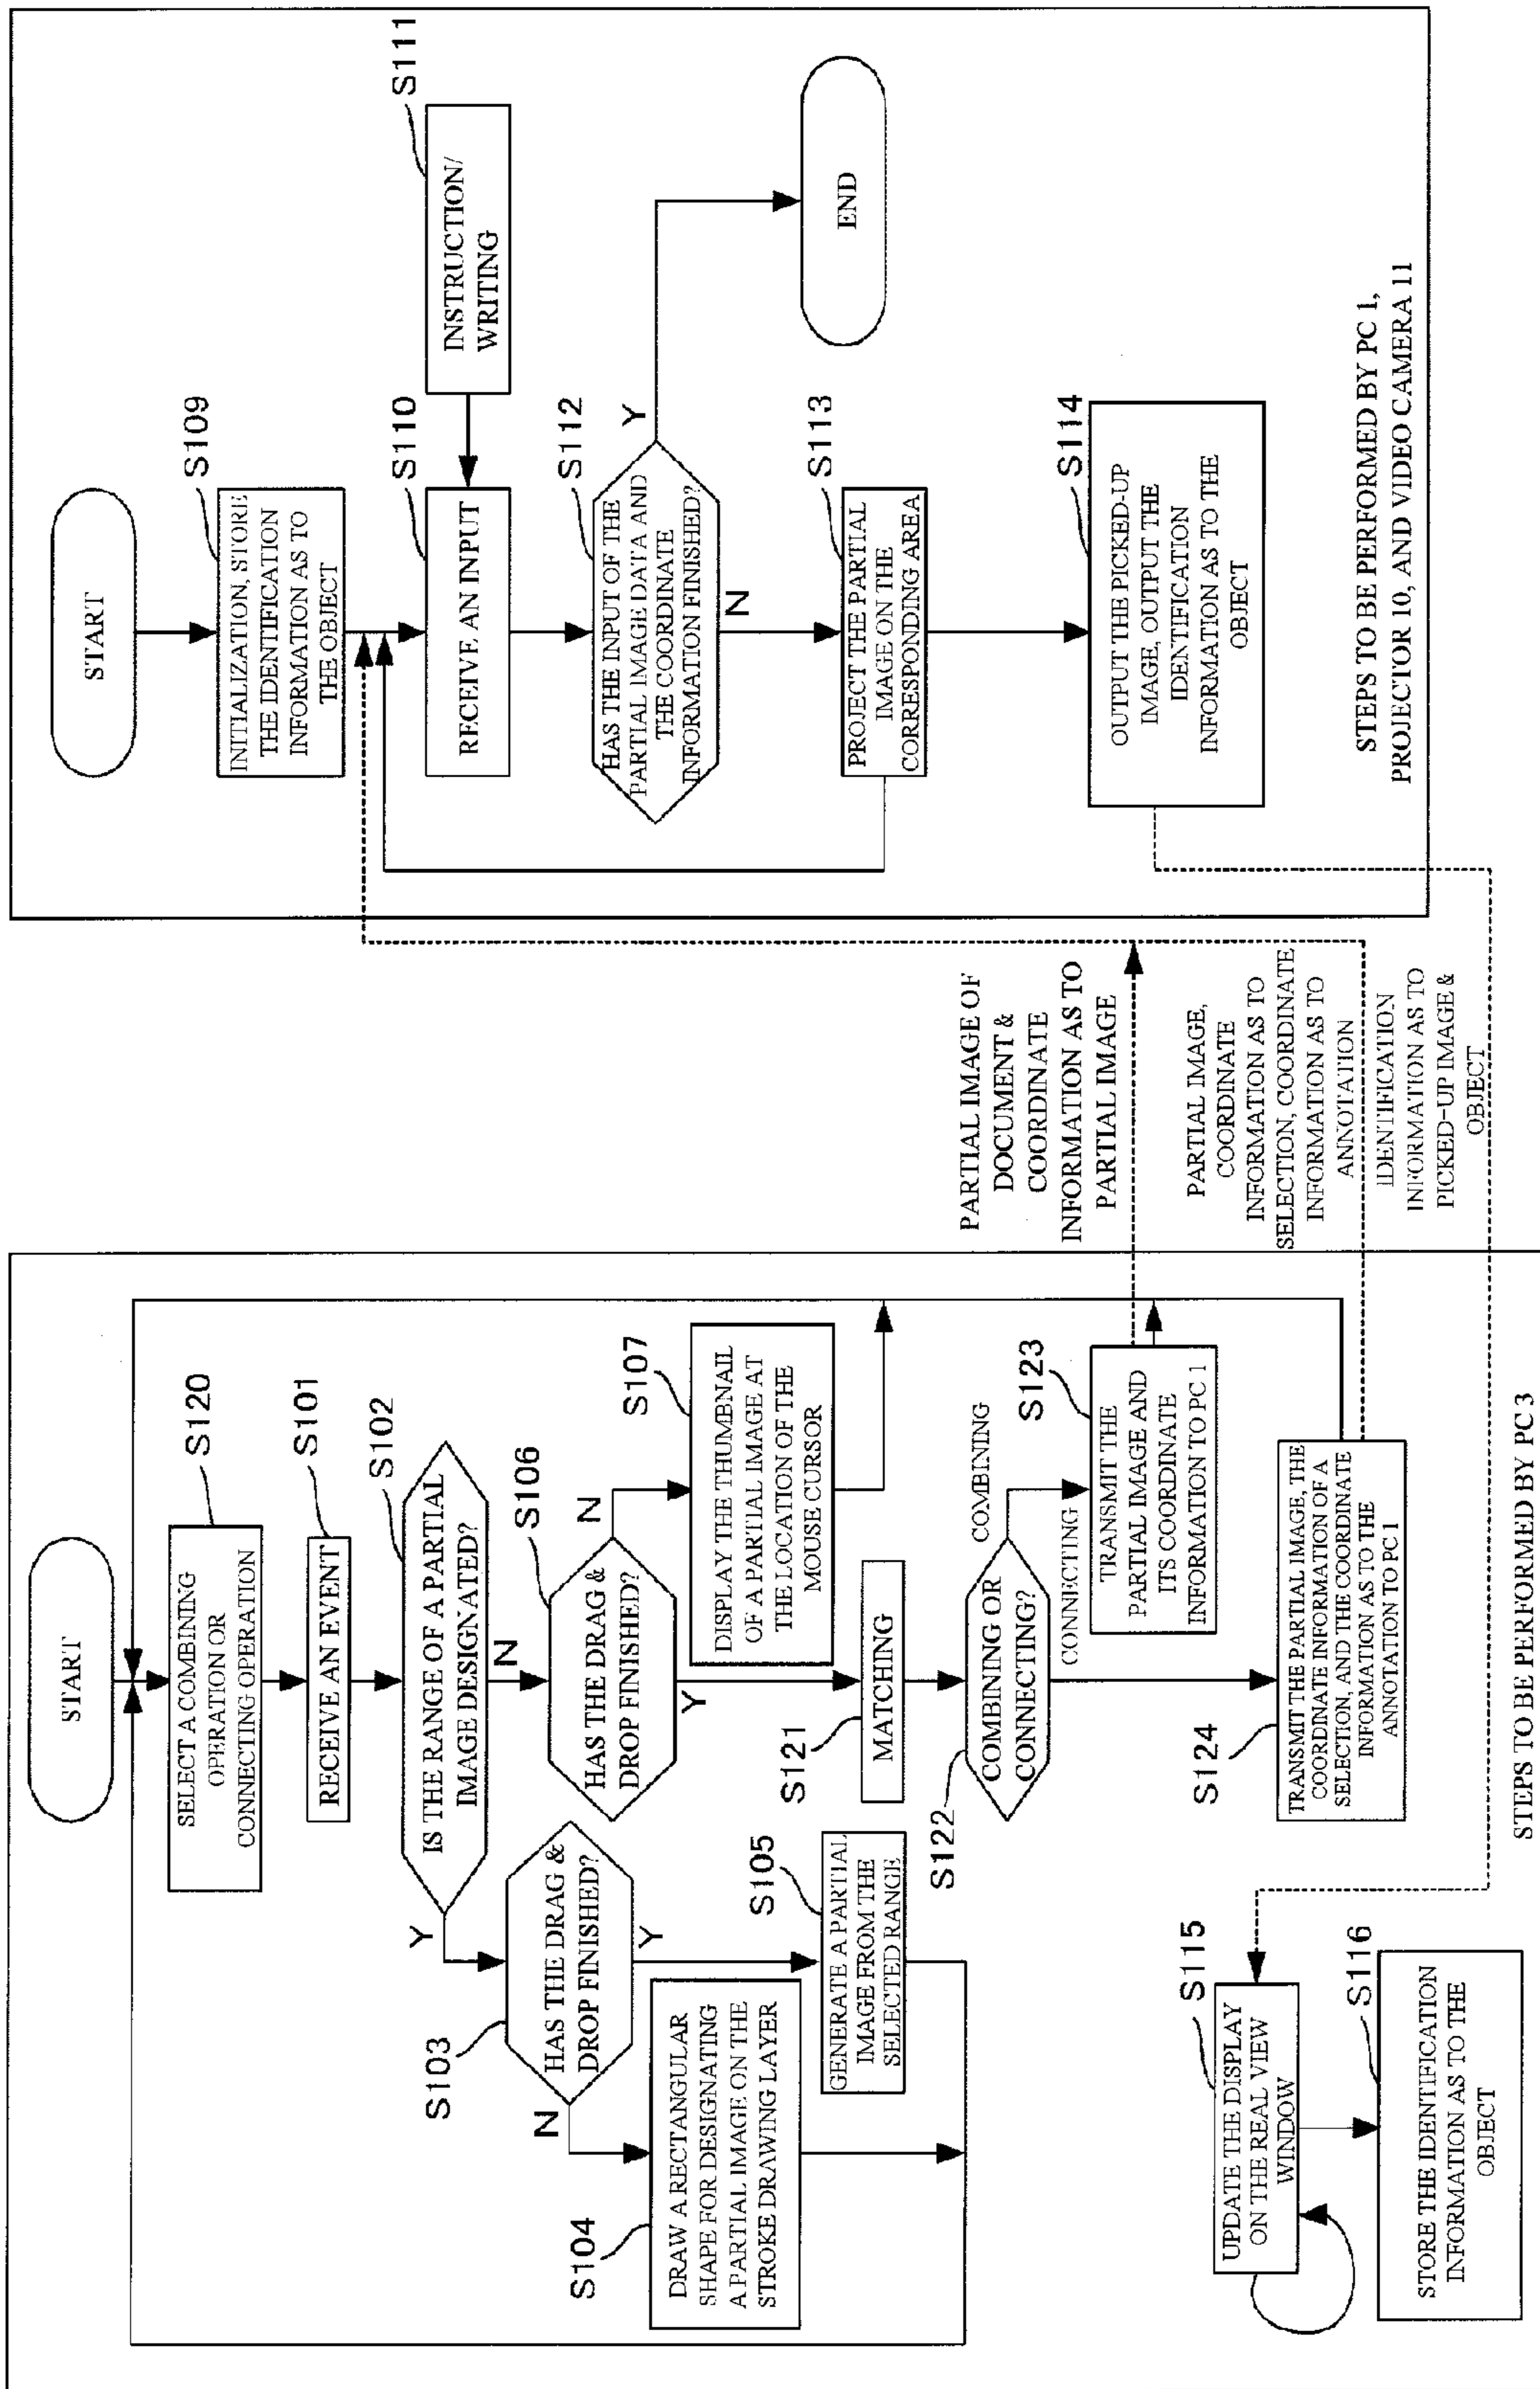 START
SELECT A COMBINING
OPERATION OR
CONNECTING OPERATION
S120
RECEIVE AN EVENT
S101
IS THE RANGE OF A PARTIAL
IMAGE DESIGNATED?
S102
Y
N
S103
HAS THE DRAG &
DROP FINISHED?
N
Y
S104
DRAW A RECTANGULAR
SHAPE FOR DESIGNATING
A PARTIAL IMAGE ON THE
STROKE DRAWING LAYER
S105
GENERATE A PARTIAL
IMAGE FROM THE
SELECTED RANGE
S106
HAS THE DRAG &
DROP FINISHED?
N
Y
S107
DISPLAY THE THUMBNAIL
OF A PARTIAL IMAGE AT
THE LOCATION OF THE
MOUSE CURSOR
S121
MATCHING
S122
COMBINING OR
CONNECTING?
COMBINING
CONNECTING
S123
TRANSMIT THE
PARTIAL IMAGE AND
ITS COORDINATE
INFORMATION TO PC 1
S124
TRANSMIT THE PARTIAL IMAGE, THE
COORDINATE INFORMATION OF A
SELECTION, AND THE COORDINATE
INFORMATION AS TO THE
ANNOTATION TO PC 1
S115
UPDATE THE DISPLAY
ON THE REAL VIEW
WINDOW
S116
STORE THE IDENTIFICATION
INFORMATION AS TO THE
OBJECT
STEPS TO BE PERFORMED BY PC 3
PARTIAL IMAGE OF
DOCUMENT &
COORDINATE
INFORMATION AS TO
PARTIAL IMAGE
PARTIAL IMAGE,
COORDINATE
INFORMATION AS TO
SELECTION, COORDINATE
INFORMATION AS TO
ANNOTATION
IDENTIFICATION
INFORMATION AS TO
PICKED-UP IMAGE &
OBJECT
START
S109
INITIALIZATION, STORE
THE IDENTIFICATION
INFORMATION AS TO
THE OBJECT
S110
RECEIVE AN INPUT
S111
INSTRUCTION/
WRITING
S112
HAS THE INPUT OF THE
PARTIAL IMAGE DATA AND
THE COORDINATE
INFORMATION FINISHED?
Y
N
END
S113
PROJECT THE PARTIAL
IMAGE ON THE
CORRESPONDING AREA
S114
OUTPUT THE PICKED-UP
IMAGE, OUTPUT THE
IDENTIFICATION
INFORMATION AS TO THE
OBJECT
STEPS TO BE PERFORMED BY PC 1,
PROJECTOR 10, AND VIDEO CAMERA 11